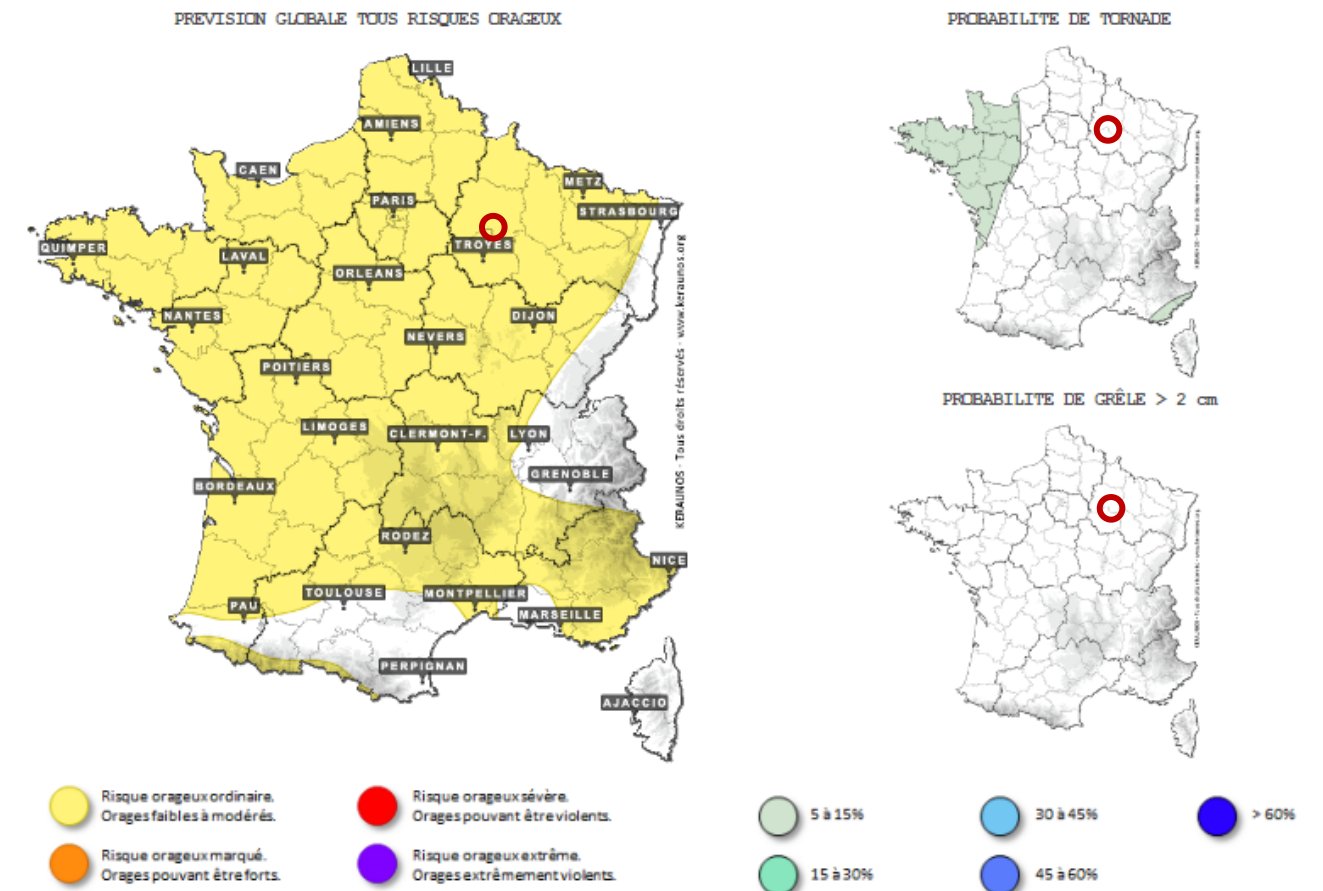 PREVISION GLOBALE TOUS RISQUES ORAGEUX
LILLE
AMIENS
CAEN
METZ
PARIS
STRASBOURG
QUIMPER
TROYES
LAVAL
ORLEANS
NANTES
DIJON
NEVERS
POITIERS
LIMOGES
CLERMONT-F.
LYON
GRENOBLE
BORDEAUX
RODEZ
NICE
TOULOUSE
MONTPELLIER
PAU
MARSEILLE
PERPIGNAN
AJACCIO
KERAUNOS - Tous droits réservés - www.keraunos.org
Risque orageux ordinaire.
Orages faibles à modérés.
Risque orageux marqué.
Orages pouvant être forts.
Risque orageux sévère.
Orages pouvant être violents.
Risque orageux extrême.
Orages extrêmement violents.
PROBABILITE DE TORNADE
PROBABILITE DE GRÊLE > 2 cm
5 à 15%
30 à 45%
> 60%
15 à 30%
45 à 60%